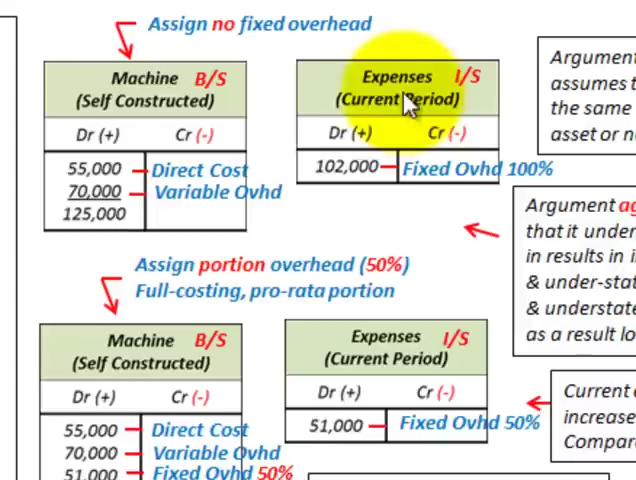 Assign no fixed overhead
Machine B/S
(Self Constructed)
Dr (+) Cr (-)
55,000 Direct Cost
70,000 Variable Ovhd
125,000
Expenses I/S
(Current Period)
Dr (+) Cr (-)
102,000 Fixed Ovhd 100%
Argument
assumes t
the same
asset or n
Argument ag
that it under
in results in i
& under-stat
& understate
as a result lo
Assign portion overhead (50%)
Full-costing, pro-rata portion
Machine B/S
(Self Constructed)
Dr (+) Cr (-)
55,000 Direct Cost
70,000 Variable Ovhd
51,000 Fixed Ovhd 50%
Expenses I/S
(Current Period)
Dr (+) Cr (-)
51,000 Fixed Ovhd 50%
Current
increase
Compar